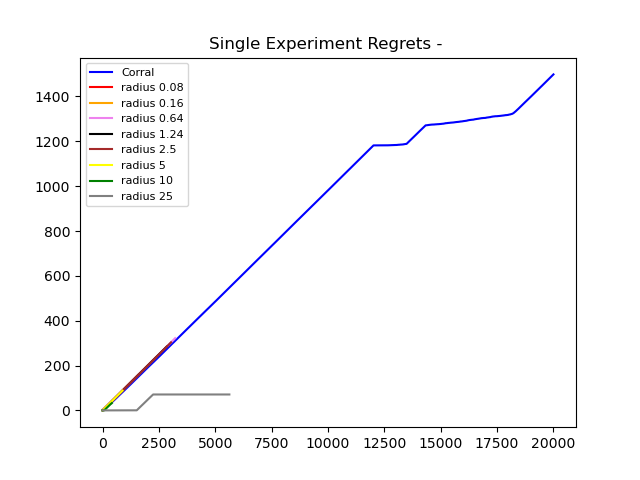 Single Experiment Regrets -
Corral
radius 0.08
radius 0.16
radius 0.64
radius 1.24
radius 2.5
radius 5
radius 10
radius 25
1400
1200
1000
800
600
400
200
0
0 2500 5000 7500 10000 12500 15000 17500 20000